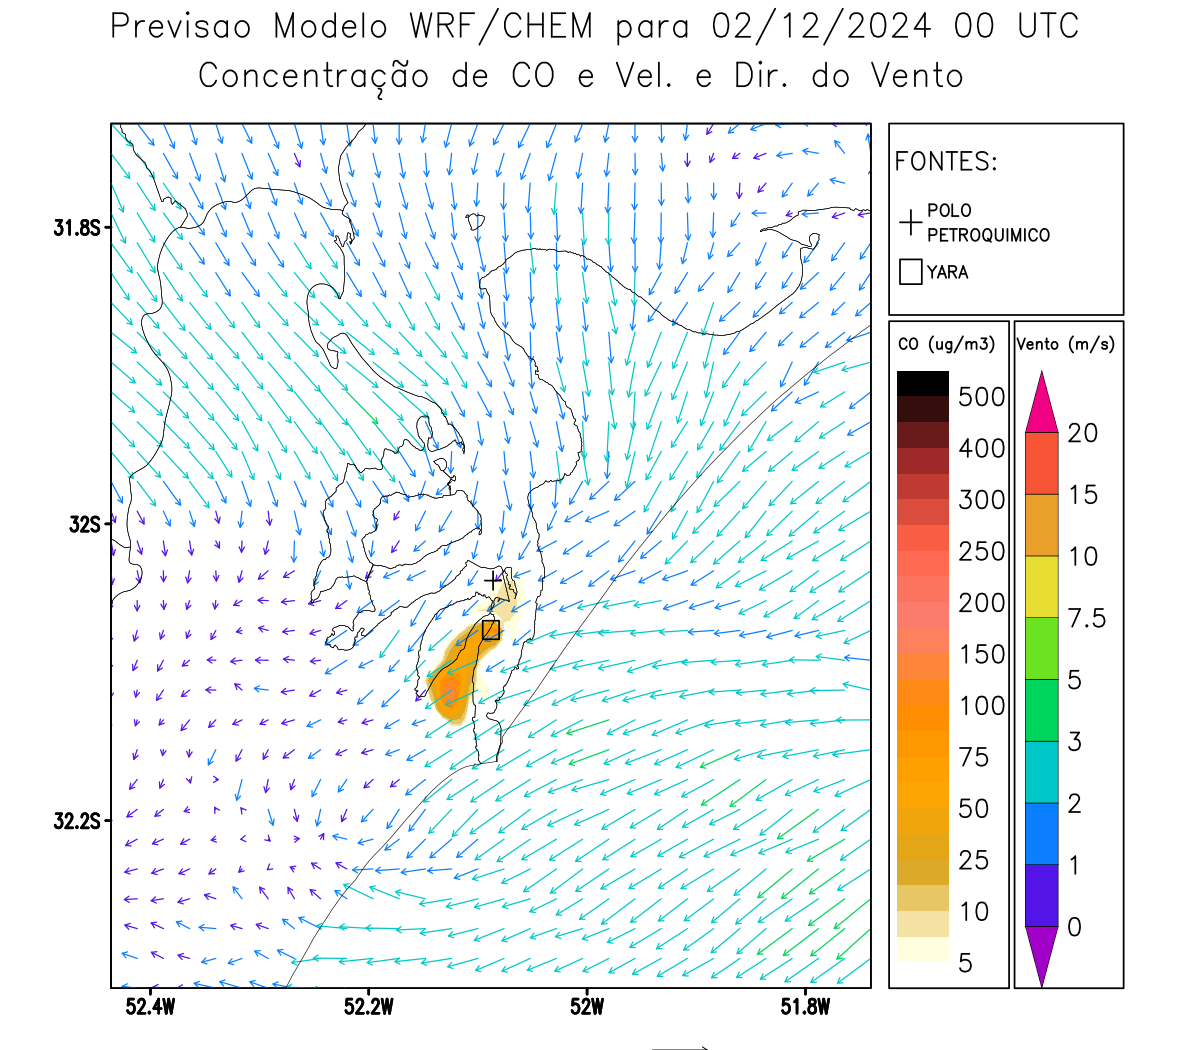 Previsao Modelo WRF/CHEM para 02/12/2024 00 UTC
Concentração de CO e Vel. e Dir. do Vento
FONTES:
POLO
PETROQUIMICO
YARA
CO (ug/m3)
500
400
300
250
200
150
100
75
50
25
10
5
Vento (m/s)
20
15
10
7.5
5
3
2
1
0
31.8S
32S
32.2S
52.4W
52.2W
52W
51.8W